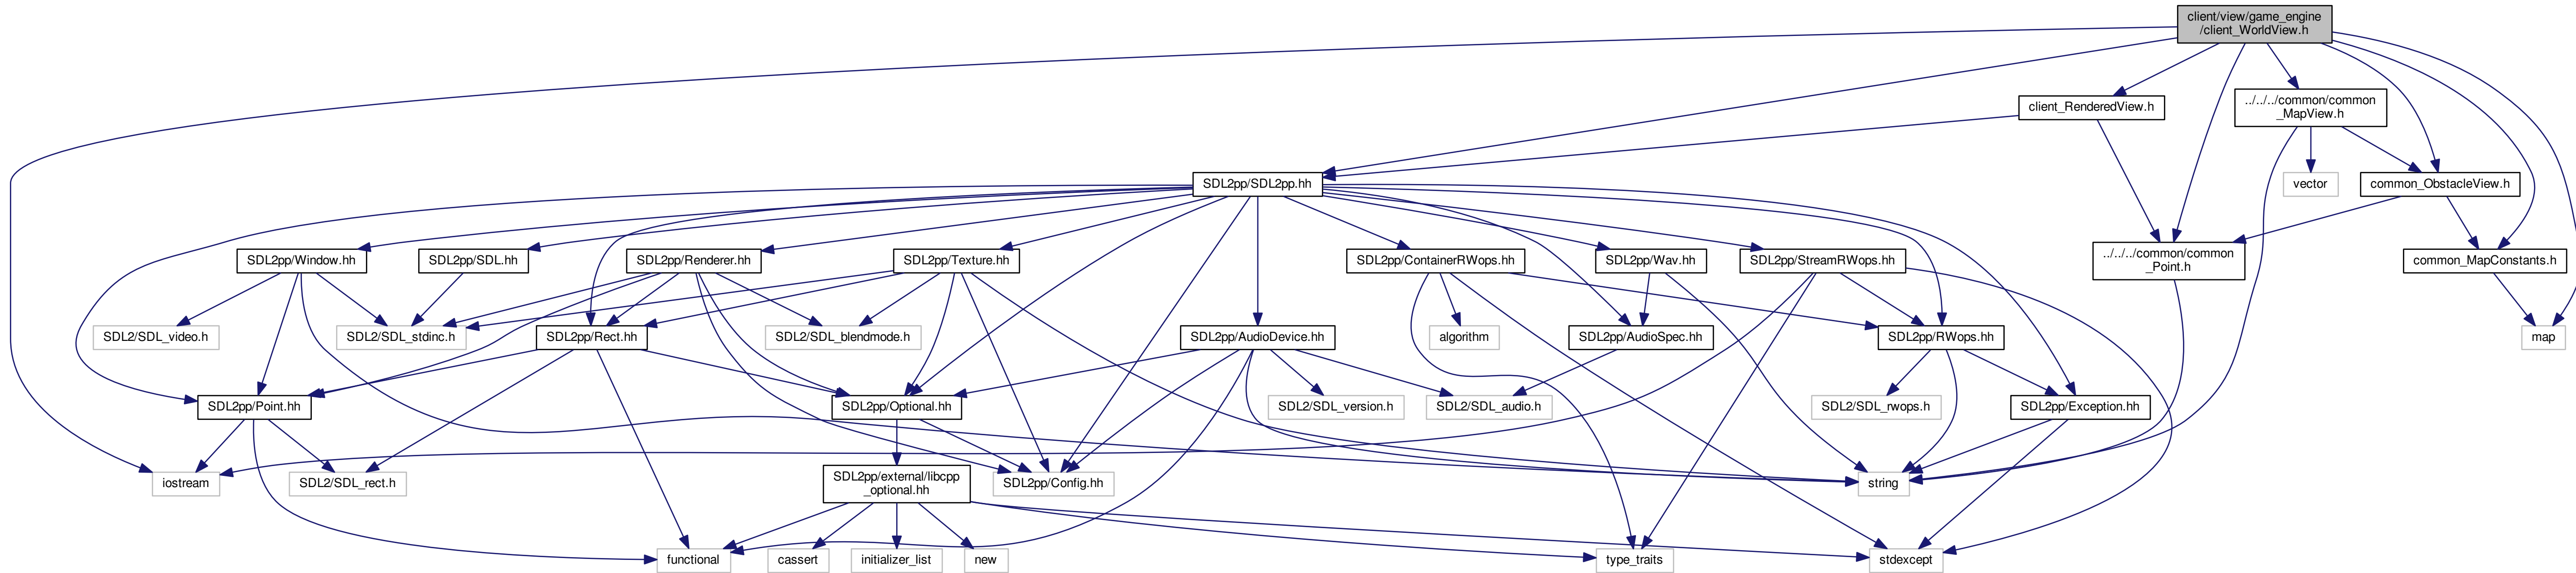 client/view/game_engine
/client_WorldView.h
client_RenderedView.h
../../../common/common
_MapView.h
SDL2pp/SDL2pp.hh
vector
common_ObstacleView.h
SDL2pp/Window.hh
SDL2pp/SDL.hh
SDL2pp/Renderer.hh
SDL2pp/Texture.hh
SDL2pp/ContainerRWops.hh
SDL2pp/Wav.hh
SDL2pp/StreamRWops.hh
../../../common/common
_Point.h
common_MapConstants.h
SDL2/SDL_video.h
SDL2/SDL_stdinc.h
SDL2pp/Rect.hh
SDL2/SDL_blendmode.h
SDL2pp/AudioDevice.hh
algorithm
SDL2pp/AudioSpec.hh
SDL2pp/RWops.hh
map
SDL2pp/Point.hh
SDL2pp/Optional.hh
SDL2/SDL_version.h
SDL2/SDL_audio.h
SDL2/SDL_rwops.h
SDL2pp/Exception.hh
iostream
SDL2/SDL_rect.h
SDL2pp/external/libcpp
_optional.hh
SDL2pp/Config.hh
string
functional
cassert
initializer_list
new
type_traits
stdexcept